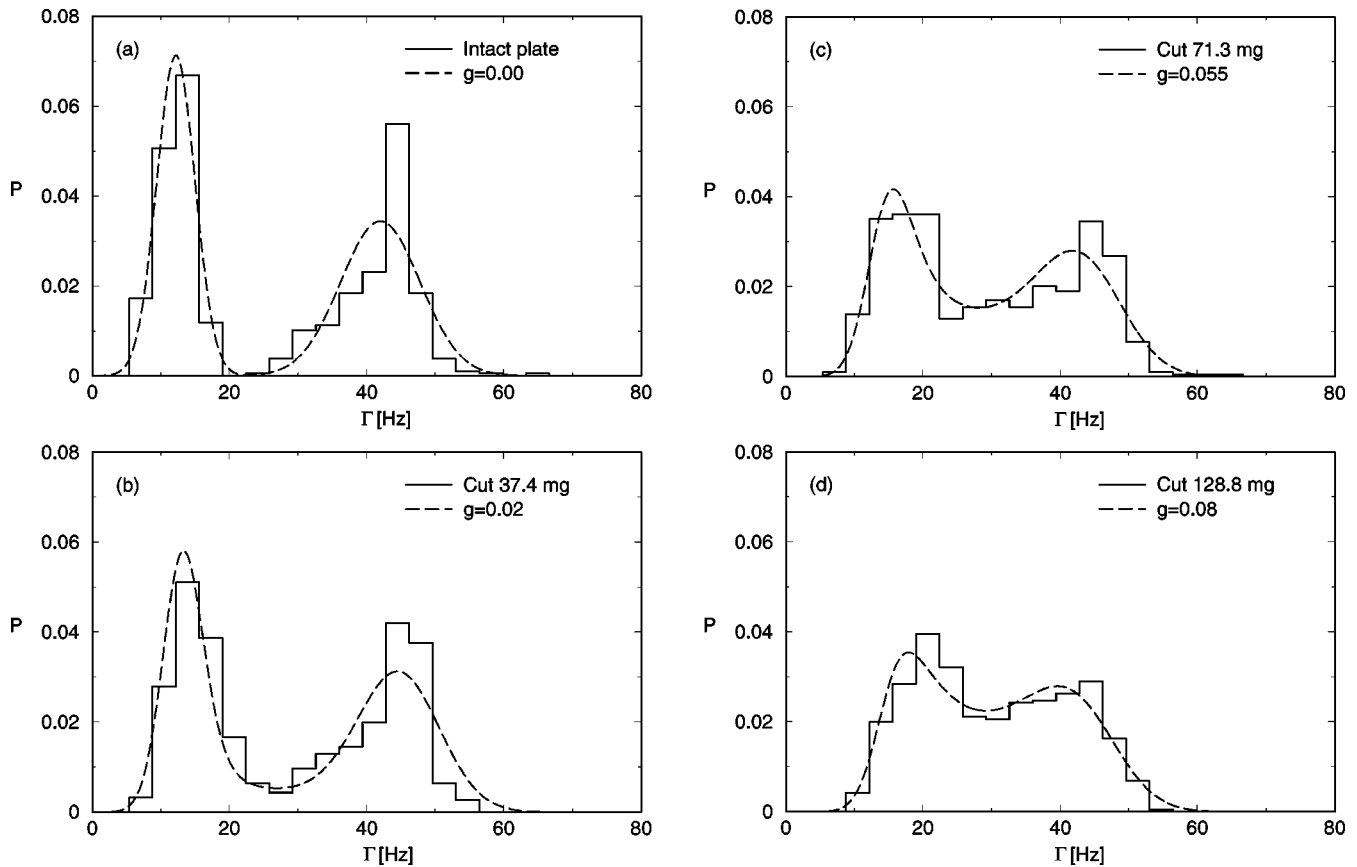 (a)
Intact plate
g=0.00
0.08
0.06
P
0.04
0.02
0
0 20 40 60 80
Γ [Hz]
(b)
Cut 37.4 mg
g=0.02
0.08
0.06
P
0.04
0.02
0
0 20 40 60 80
Γ [Hz]
(c)
Cut 71.3 mg
g=0.055
0.08
0.06
P
0.04
0.02
0
0 20 40 60 80
Γ [Hz]
(d)
Cut 128.8 mg
g=0.08
0.08
0.06
P
0.04
0.02
0
0 20 40 60 80
Γ [Hz]